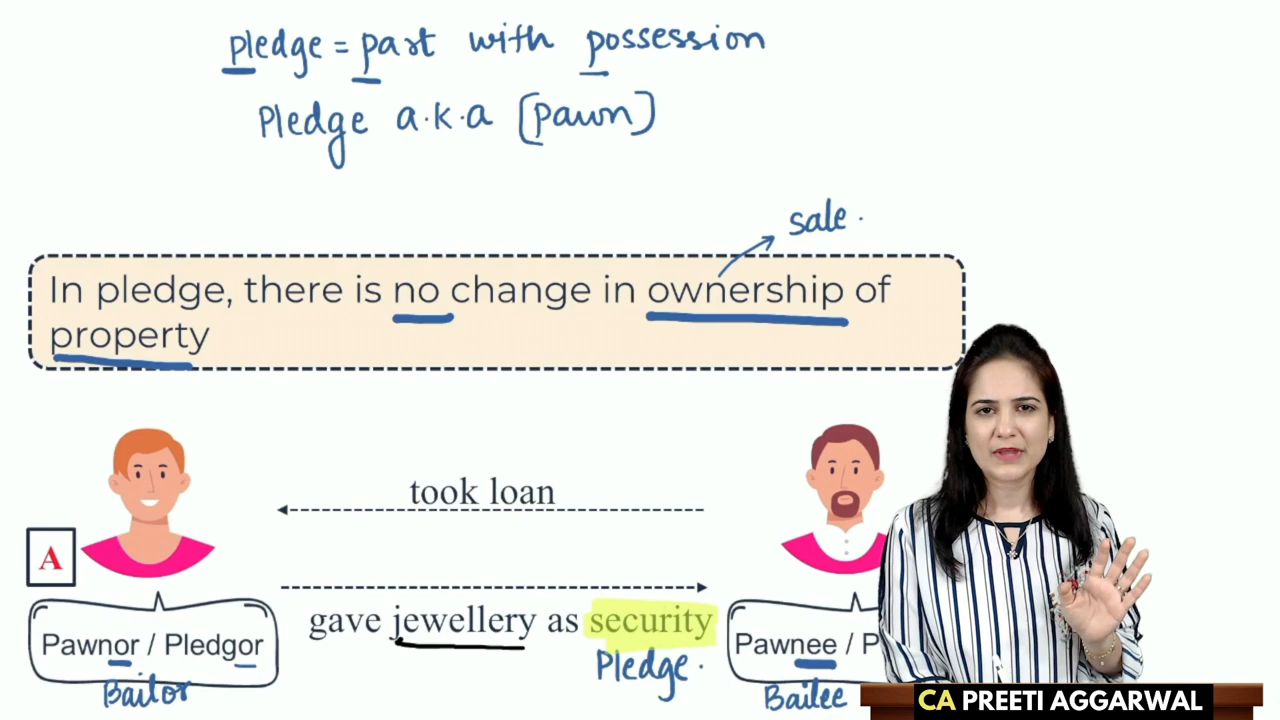 pledge = part with possession
Pledge a.k.a [pawn]
sale.
In pledge, there is no change in ownership of
property
took loan
A
gave jewellery as security
Pawnor / Pledgor
Pawnee / P
Pledge.
Bailor
Bailee
CA PREETI AGGARWAL